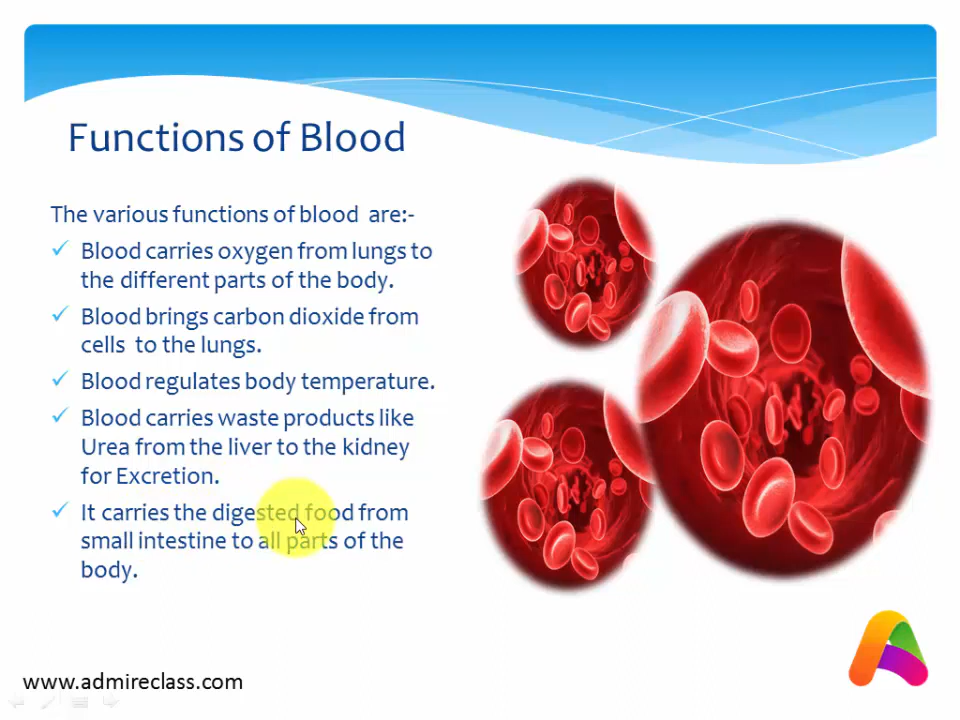 Functions of Blood
The various functions of blood  are:-
Blood carries oxygen from lungs to
the different parts of the body.
Blood brings carbon dioxide from
cells  to the lungs.
Blood regulates body temperature.
Blood carries waste products like
Urea from the liver to the kidney
for Excretion.
It carries the digested food from
small intestine to all parts of the
body.
www.admireclass.com